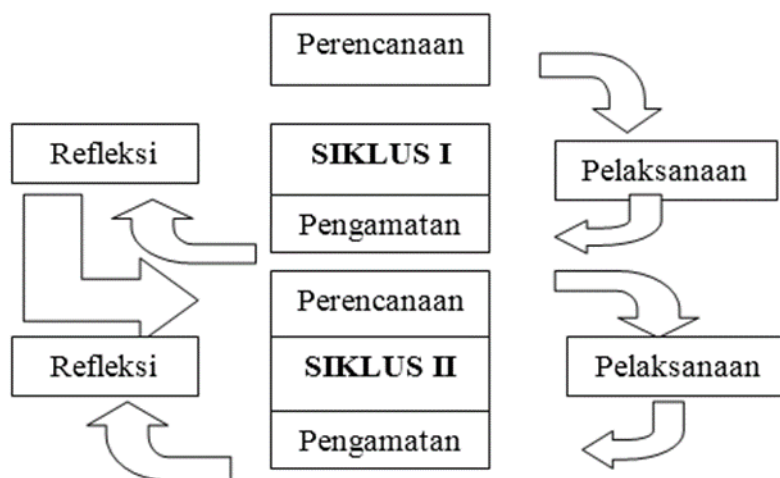 Perencanaan
Refleksi
SIKLUS I
Pelaksanaan
Pengamatan
Perencanaan
Refleksi
SIKLUS II
Pelaksanaan
Pengamatan